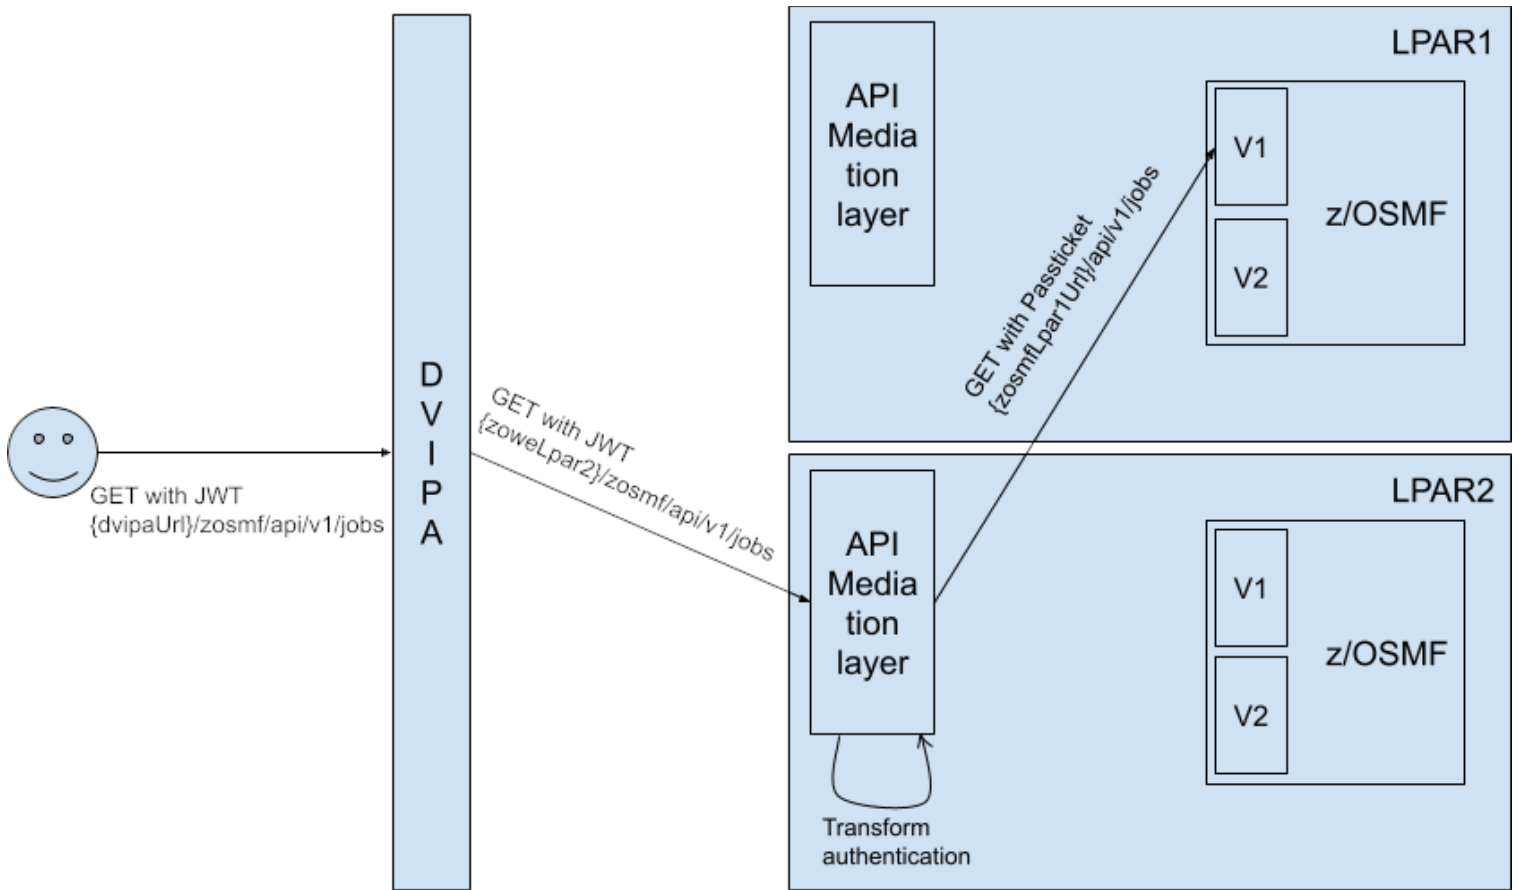 GET with JWT
{dvipaUrl}/zosmf/api/v1/jobs
D
V
I
P
A
GET with JWT
{zoweLpar2}/zosmf/api/v1/jobs
LPAR1
API
Media
tion
layer
GET with Passticket
{zosmfLpar1Url}/api/v1/jobs
V1
z/OSMF
V2
LPAR2
API
Media
tion
layer
V1
z/OSMF
V2
Transform
authentication